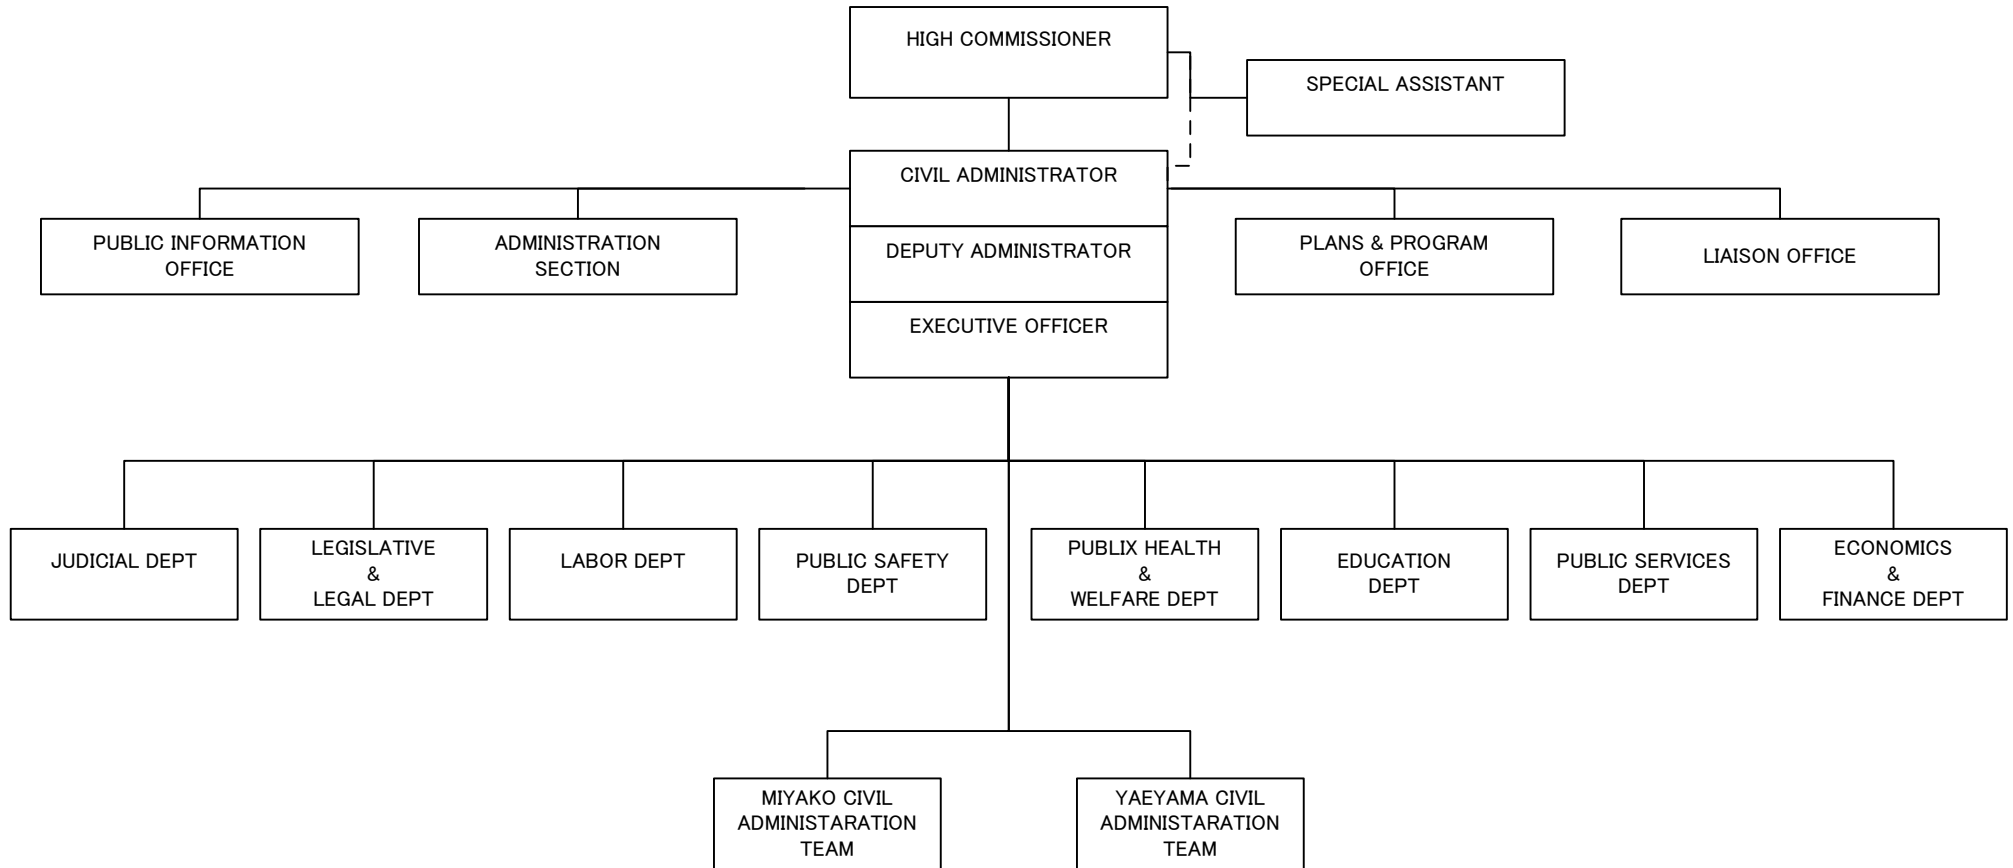 HIGH COMMISSIONER
SPECIAL ASSISTANT
CIVIL ADMINISTRATOR
PUBLIC INFORMATION
OFFICE
ADMINISTRATION
SECTION
DEPUTY ADMINISTRATOR
PLANS & PROGRAM
OFFICE
LIAISON OFFICE
EXECUTIVE OFFICER
JUDICIAL DEPT
LEGISLATIVE
&
LEGAL DEPT
LABOR DEPT
PUBLIC SAFETY
DEPT
PUBLIX HEALTH
&
WELFARE DEPT
EDUCATION
DEPT
PUBLIC SERVICES
DEPT
ECONOMICS
&
FINANCE DEPT
MIYAKO CIVIL
ADMINISTARATION
TEAM
YAEYAMA CIVIL
ADMINISTARATION
TEAM